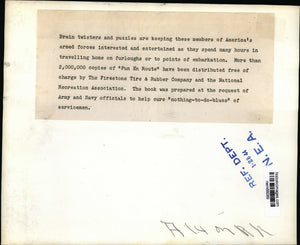 Brain twisters and puzzles are keeping these members of America's
armed forces interested and entertained as they spend many hours in
travelling home on furloughs or to points of embarkation. More than
2,000,000 copies of "Fun En Route" have been distributed free of
charge by The Firestone Tire & Rubber Company and the National
Recreation Association. The book was prepared at the request of
Army and Navy officials to help cure "nothing-to-do-blues" of
servicemen.
REF. DEPT.
N. E. A.